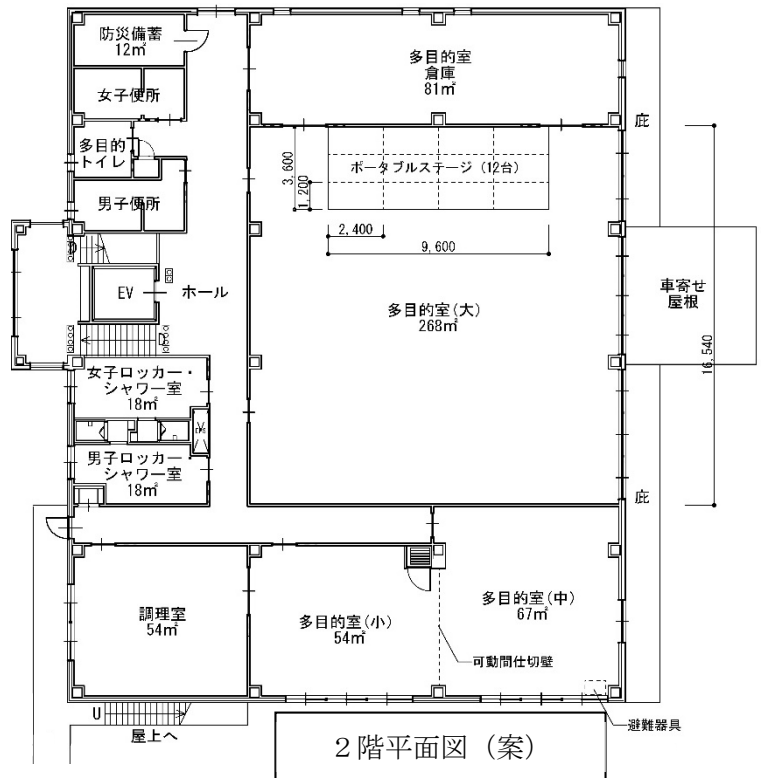 防災備蓄
12㎡
多目的室
倉庫
81㎡
女子便所
庇
多目的
トイレ
3,600
1,200
ポータブルステージ (12台)
男子便所
2,400
9,600
EV
ホール
車寄せ
屋根
多目的室(大)
268㎡
16,540
女子ロッカー・
シャワー室
18㎡
男子ロッカー・
シャワー室
18㎡
庇
調理室
54㎡
多目的室(小)
54㎡
多目的室(中)
67㎡
可動間仕切壁
U
屋上へ
避難器具
2階平面図(案)